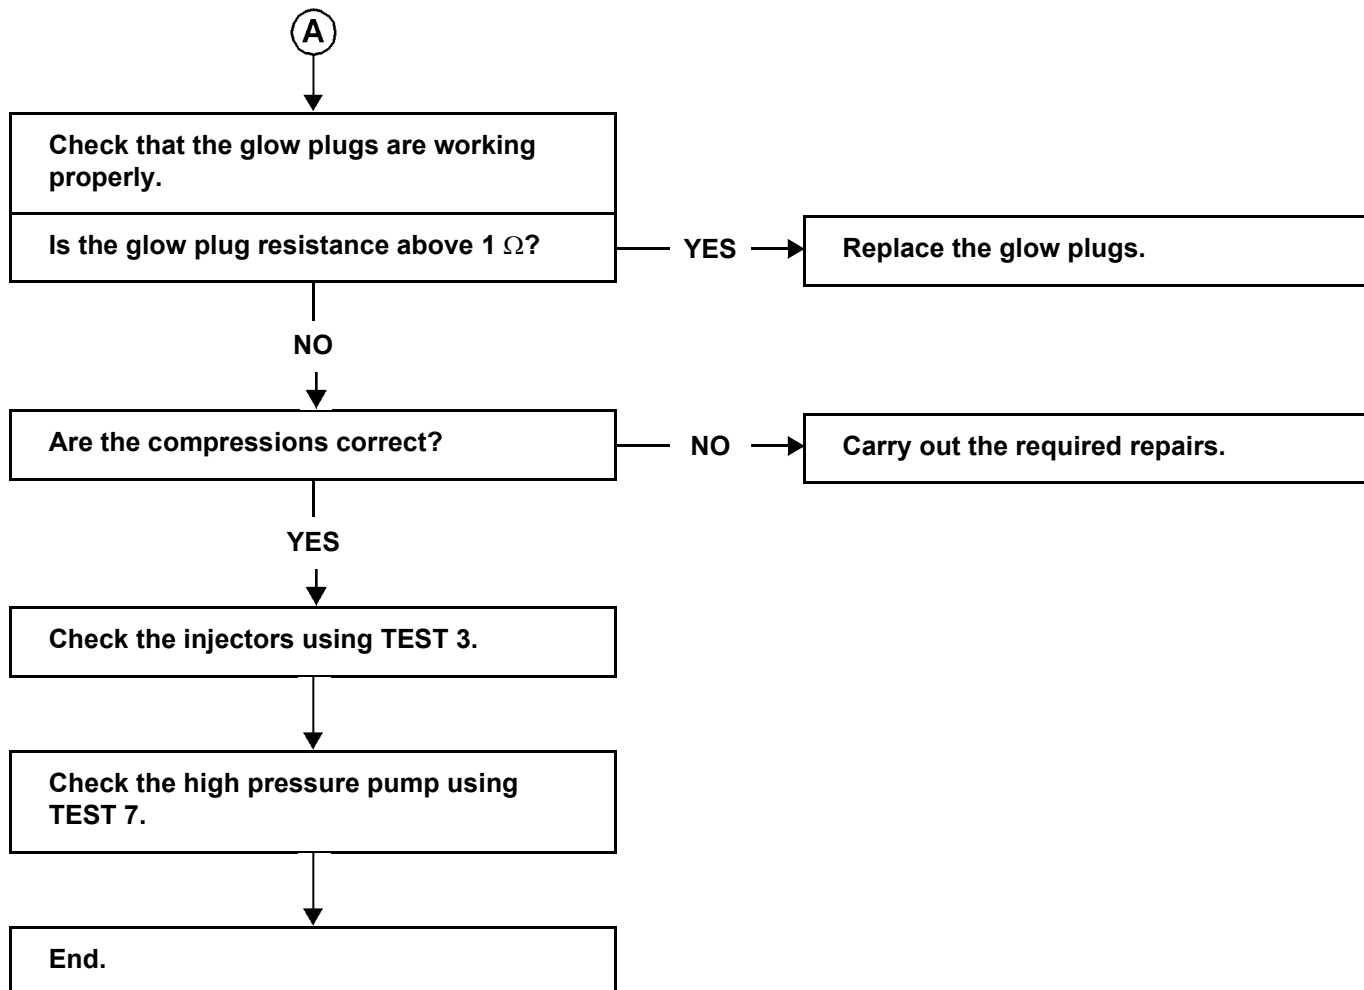 A
Check that the glow plugs are working
properly.
Is the glow plug resistance above 1 Ω?
YES
Replace the glow plugs.
NO
Are the compressions correct?
NO
Carry out the required repairs.
YES
Check the injectors using TEST 3.
Check the high pressure pump using
TEST 7.
End.